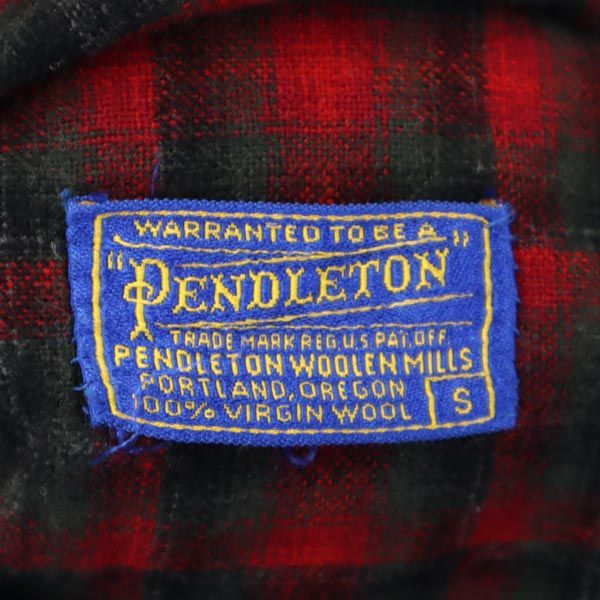 WARRANTED TO BE A
"PENDLETON"
TRADE MARK REG. U.S. PAT. OFF.
PENDLETON WOOLEN MILLS
PORTLAND, OREGON
100% VIRGIN WOOL
S